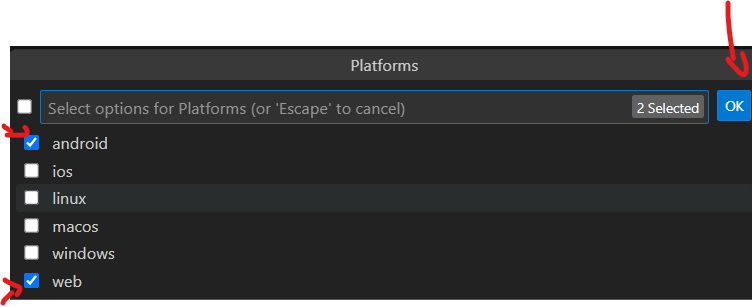 Platforms
Select options for Platforms (or 'Escape' to cancel) 2 Selected OK
android
ios
linux
macos
windows
web